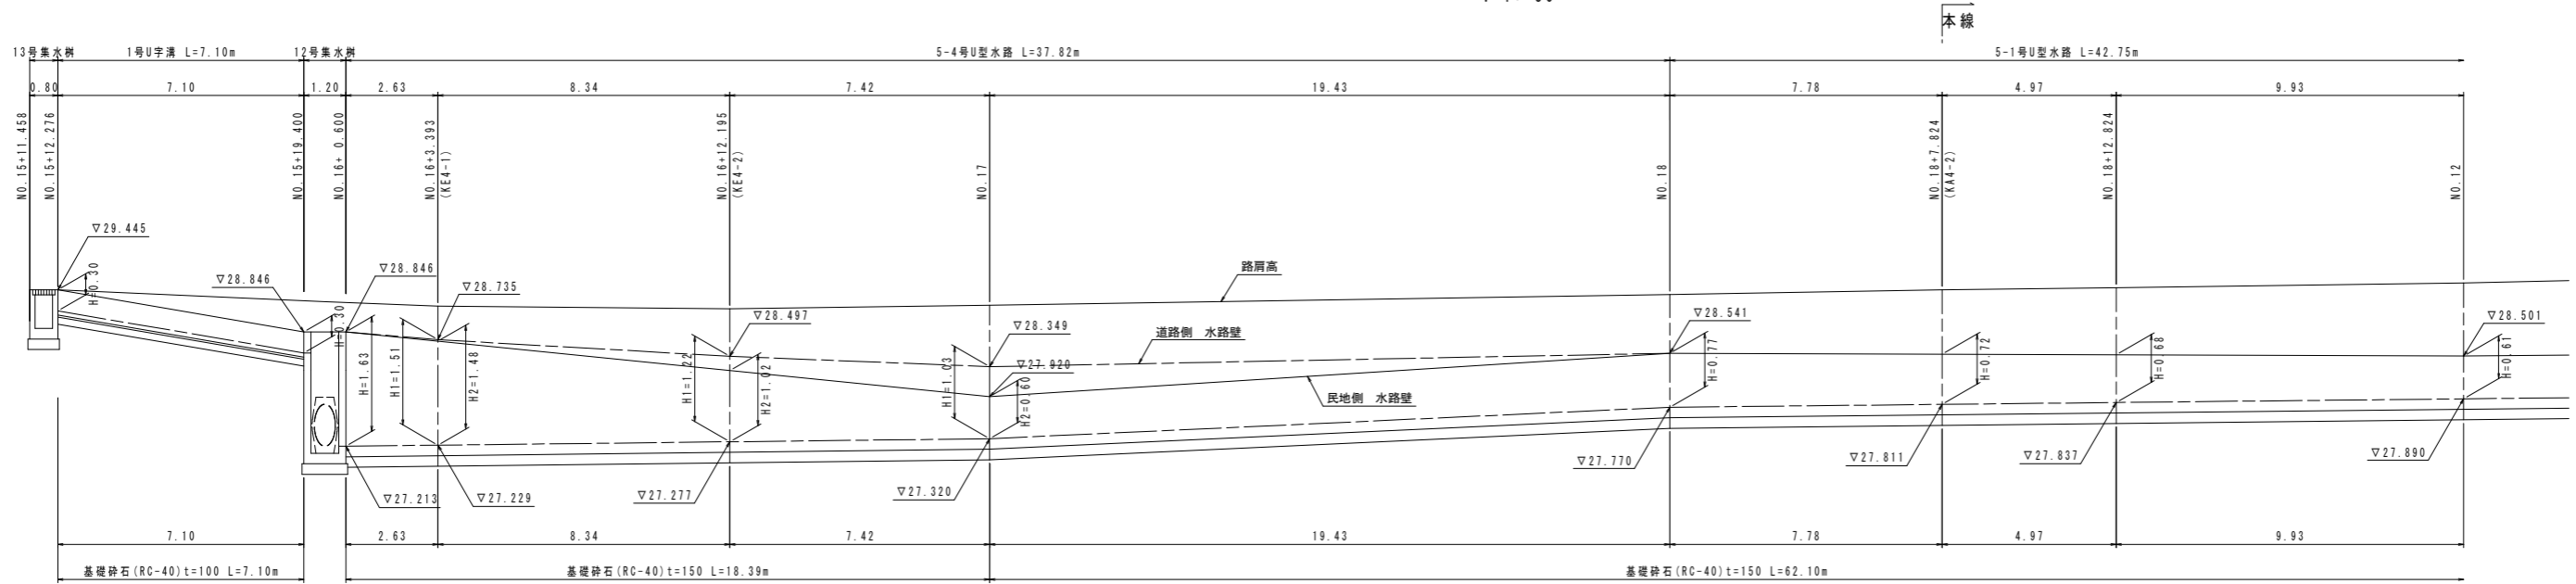 本線
13号集水桝
1号U字溝 L=7.10m
12号集水桝
5-4号U型水路 L=37.82m
5-1号U型水路 L=42.75m
0.80
7.10
1.20
2.63
8.34
7.42
19.43
7.78
4.97
9.93
NO.15+11.458
NO.15+12.276
NO.15+19.400
NO.16+ 0.600
NO.16+3.393
(KE4-1)
NO.16+12.195
(KE4-2)
NO.17
NO.18
NO.18+7.824
(KA4-2)
NO.18+12.824
NO.12
▽29.445
H=0.30
▽28.846
H=0.30
▽28.846
▽28.735
▽28.497
▽28.349
▽27.920
路肩高
道路側 水路壁
民地側 水路壁
▽28.541
▽28.501
H=1.63
H1=1.51
H2=1.48
H1=1.22
H2=1.02
H1=1.03
H2=0.60
H=0.77
H=0.72
H=0.68
H=0.61
▽27.213
▽27.229
▽27.277
▽27.320
▽27.770
▽27.811
▽27.837
▽27.890
7.10
2.63
8.34
7.42
19.43
7.78
4.97
9.93
基礎砕石(RC-40)t=100 L=7.10m
基礎砕石(RC-40)t=150 L=18.39m
基礎砕石(RC-40)t=150 L=62.10m